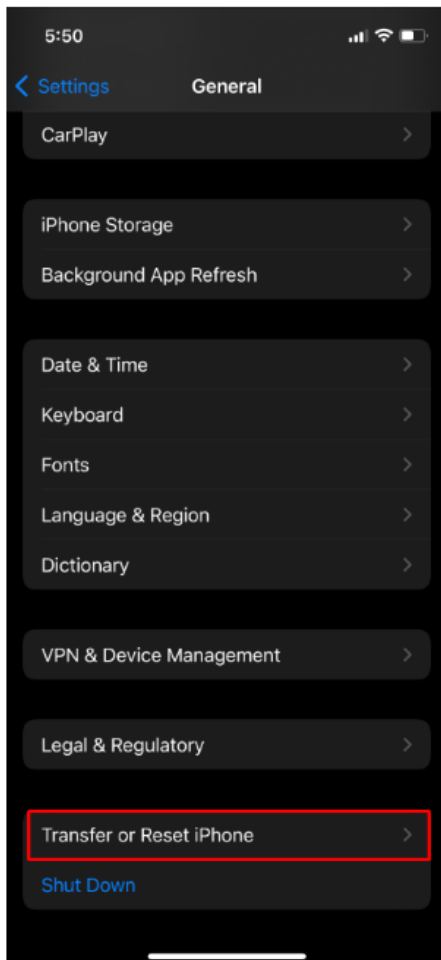 5:50
Settings General
CarPlay
iPhone Storage
Background App Refresh
Date & Time
Keyboard
Fonts
Language & Region
Dictionary
VPN & Device Management
Legal & Regulatory
Transfer or Reset iPhone
Shut Down